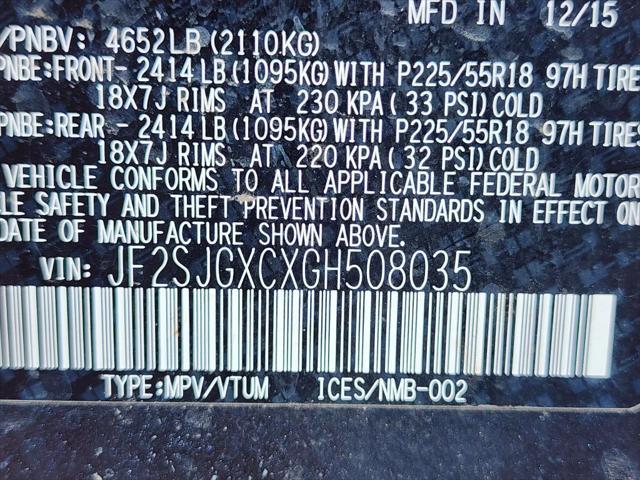 MFD IN 12/15
/PNBV: 4652LB (2110KG)
PNBE:FRONT- 2414 LB (1095KG) WITH P225/55R18 97H TIRE
18X7J RIMS AT 230 KPA ( 33 PSI) COLD
PNBE:REAR - 2414 LB (1095KG) WITH P225/55R18 97H TIRES
18X7J RIMS AT 220 KPA ( 32 PSI) COLD
VEHICLE CONFORMS TO ALL APPLICABLE FEDERAL MOTOR
LE SAFETY AND THEFT PREVENTION STANDARDS IN EFFECT ON
DATE OF MANUFACTURE SHOWN ABOVE.
VIN: JF2SJGXCXGH508035
TYPE:MPV/VTUM ICES/NMB-002